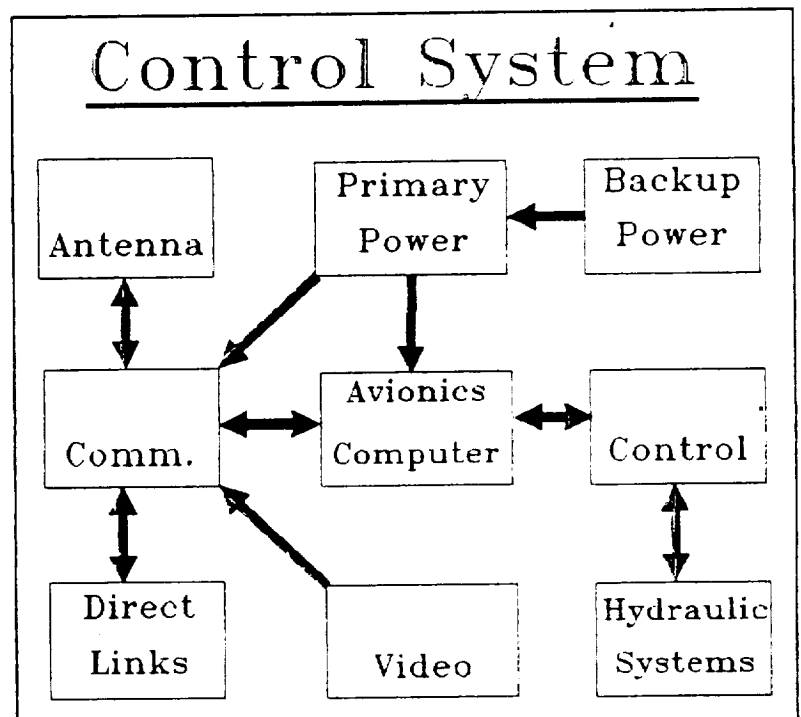 Control System
Antenna
Primary
Power
Backup
Power
Comm.
Avionics
Computer
Control
Direct
Links
Video
Hydraulic
Systems